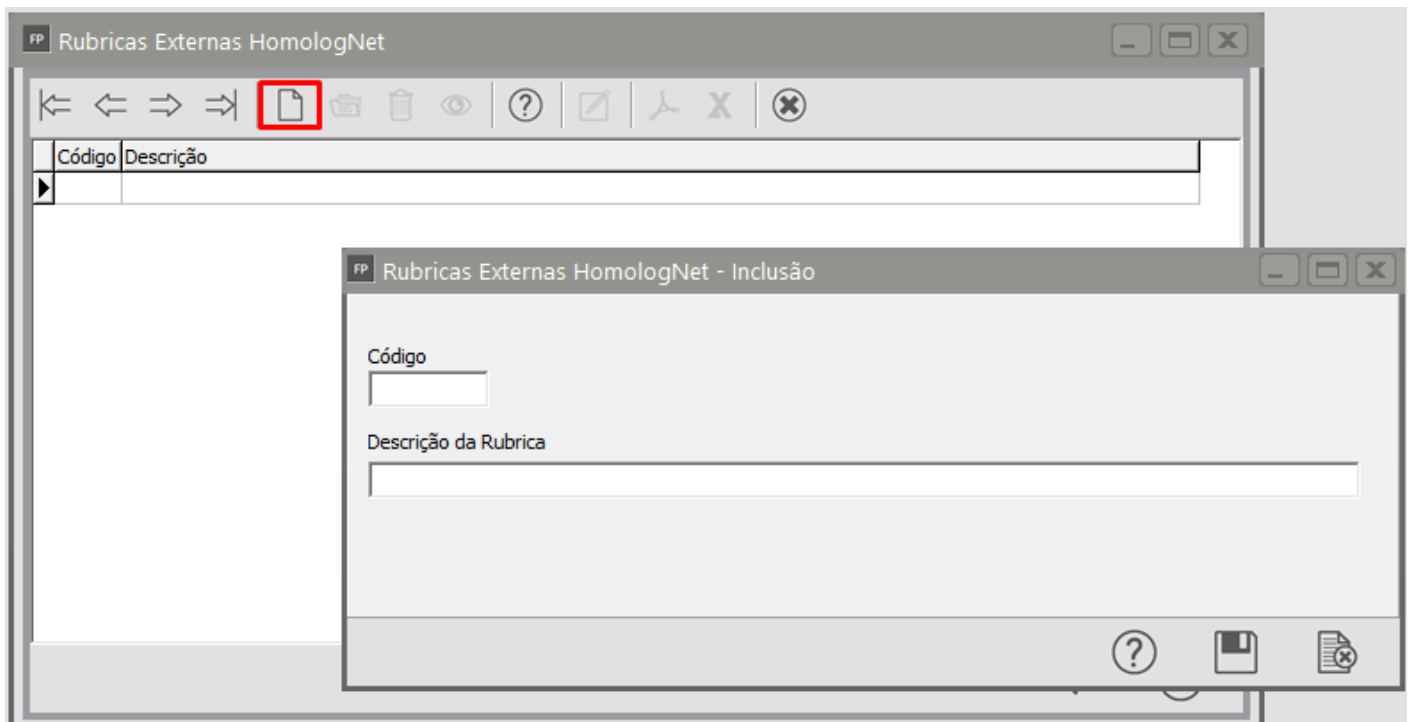 FP Rubricas Externas HomologNet
Código Descrição
FP Rubricas Externas HomologNet - Inclusão
Código
Descrição da Rubrica